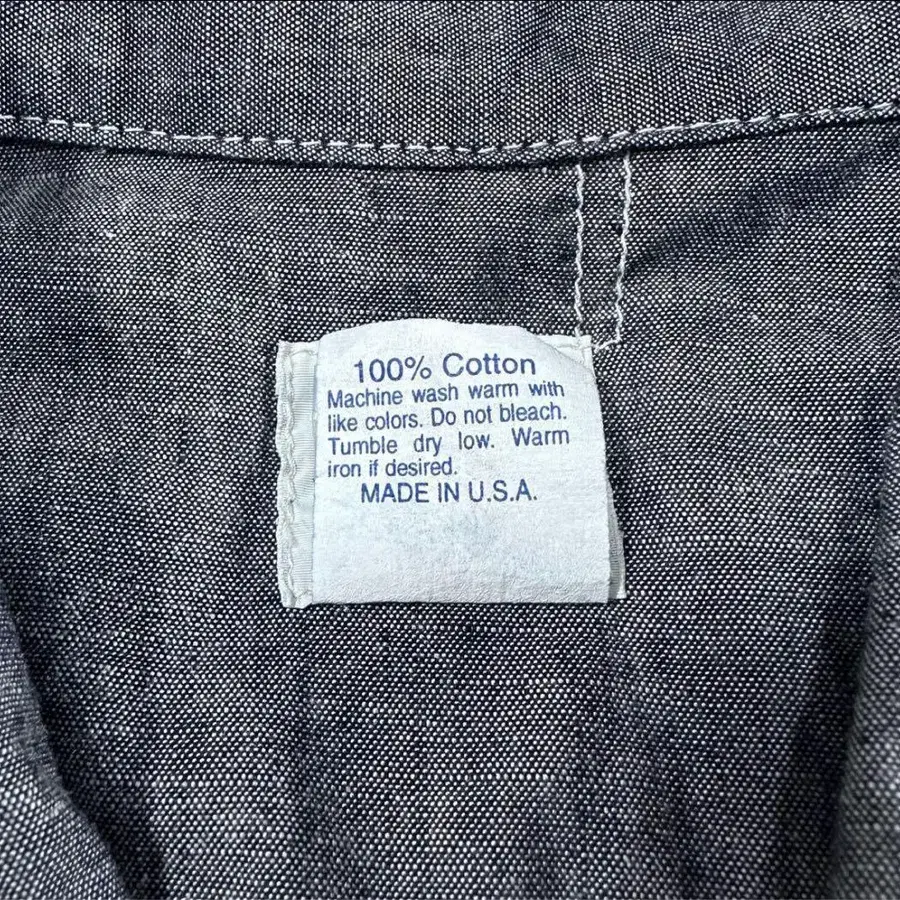 100% Cotton
Machine wash warm with
like colors. Do not bleach.
Tumble dry low. Warm
iron if desired.
MADE IN U.S.A.